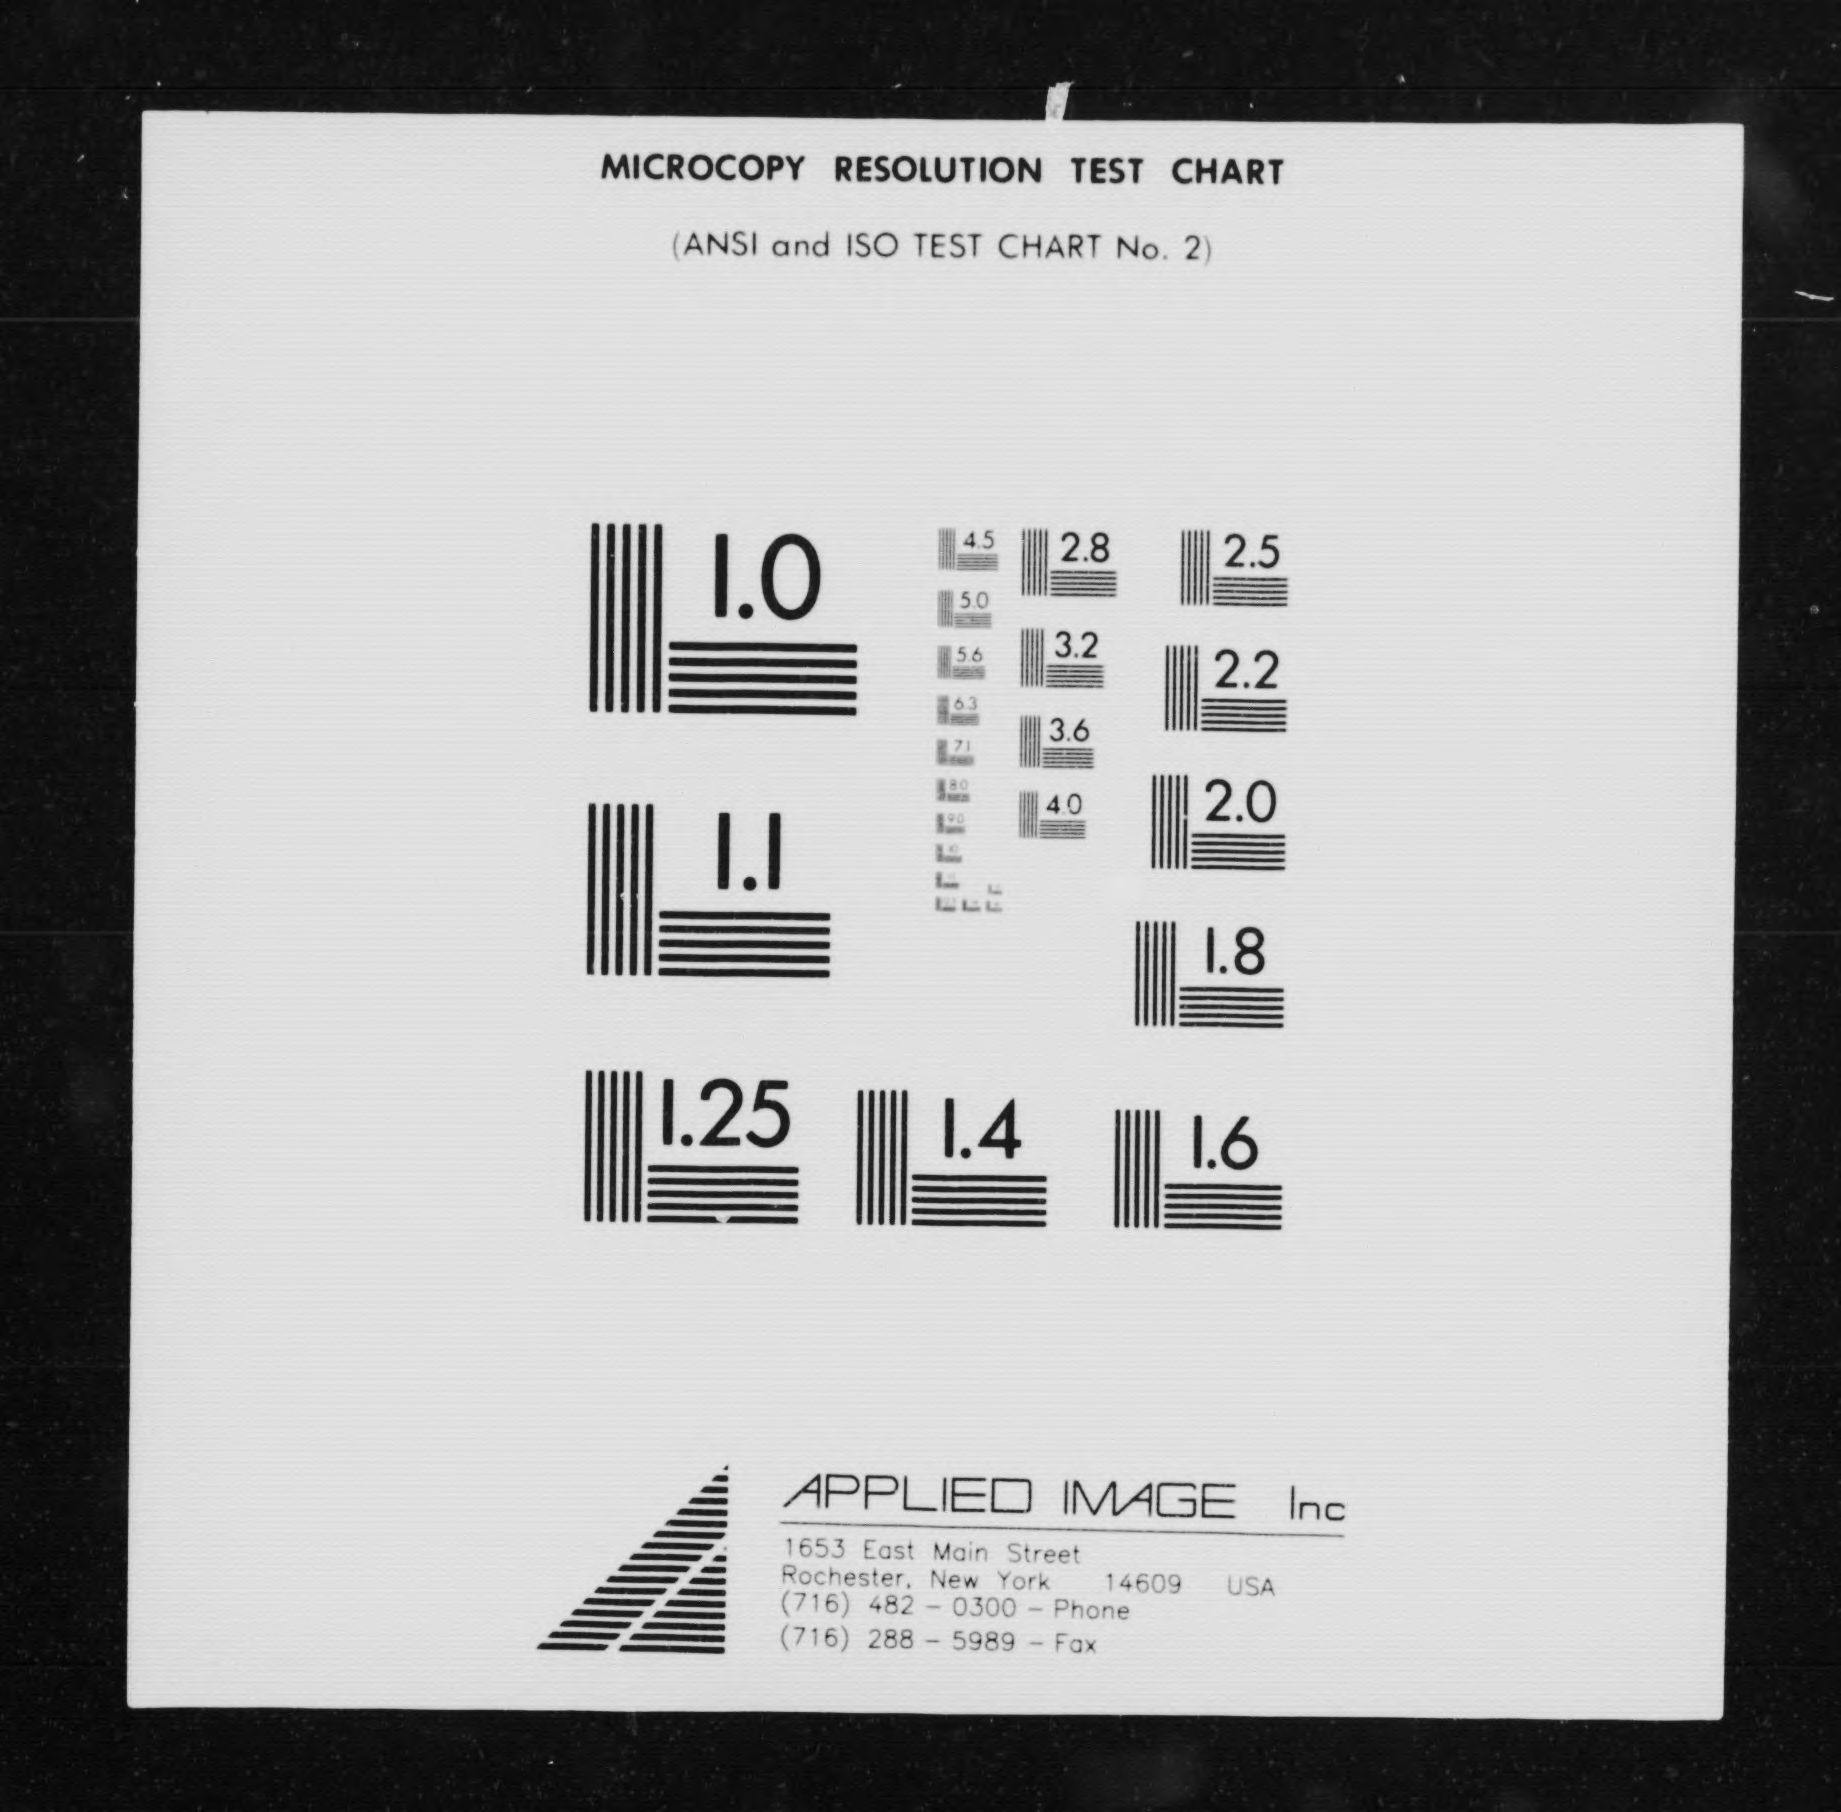 MICROCOPY RESOLUTION TEST CHART
(ANSI and ISO TEST CHART No. 2)
1.0
4.5
2.8
2.5
5.0
3.2
2.2
5.6
6.3
3.6
7.1
2.0
8.0
4.0
9.0
1.1
1.8
1.25
1.4
1.6
APPLIED IMAGE Inc
1653 East Main Street
Rochester, New York 14609 USA
(716) 482 - 0300 - Phone
(716) 288 - 5989 - Fax